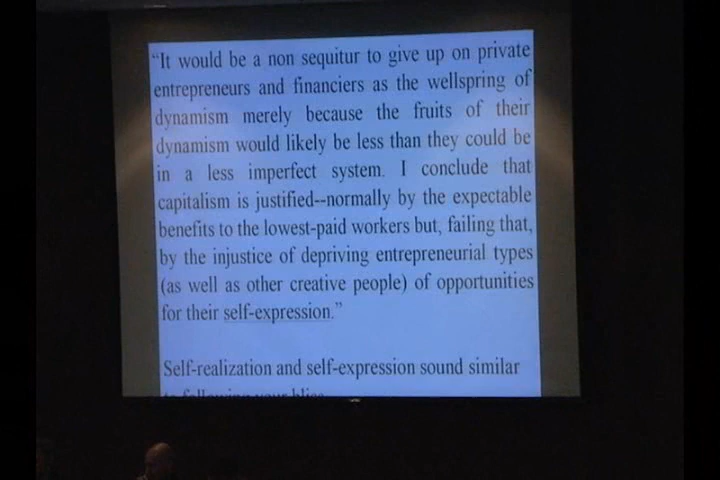 “It would be a non sequitur to give up on private
entrepreneurs and financiers as the wellspring of
dynamism merely because the fruits of their
dynamism would likely be less than they could be
in a less imperfect system. I conclude that
capitalism is justified--normally by the expectable
benefits to the lowest-paid workers but, failing that,
by the injustice of depriving entrepreneurial types
(as well as other creative people) of opportunities
for their self-expression.”
Self-realization and self-expression sound similar
to following your bliss